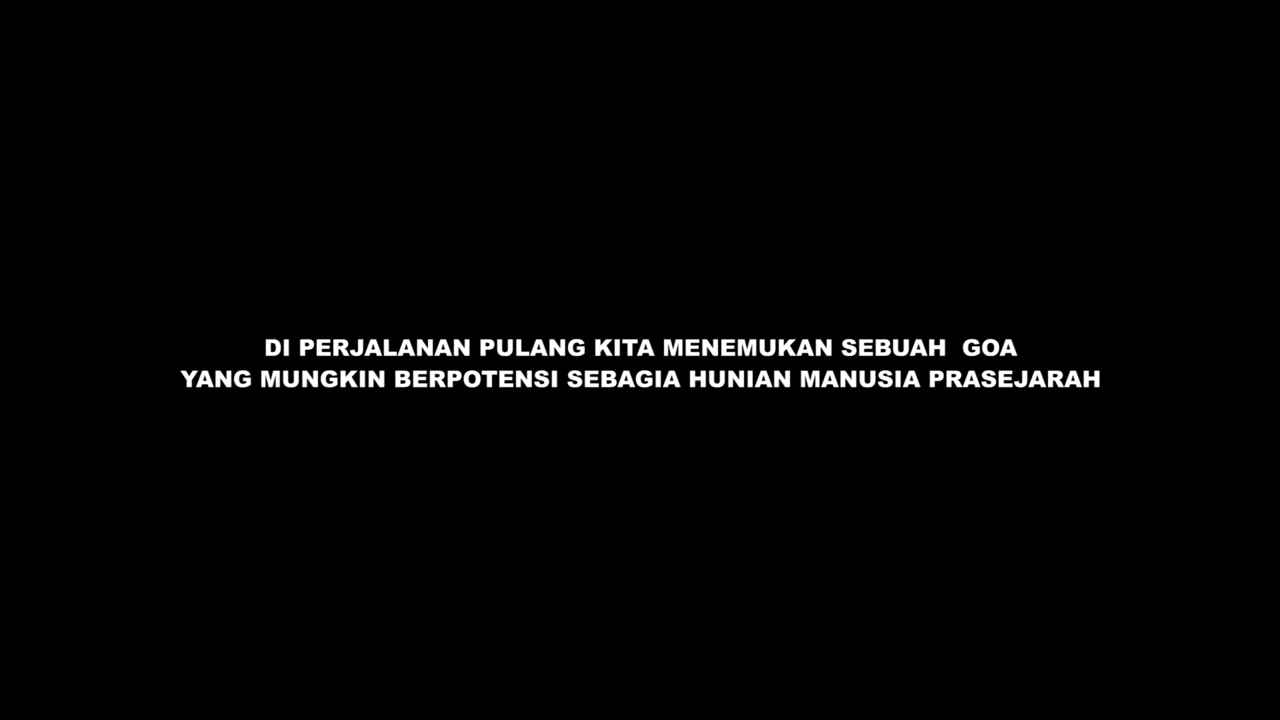 DI PERJALANAN PULANG KITA MENEMUKAN SEBUAH  GOA
YANG MUNGKIN BERPOTENSI SEBAGIA HUNIAN MANUSIA PRASEJARAH